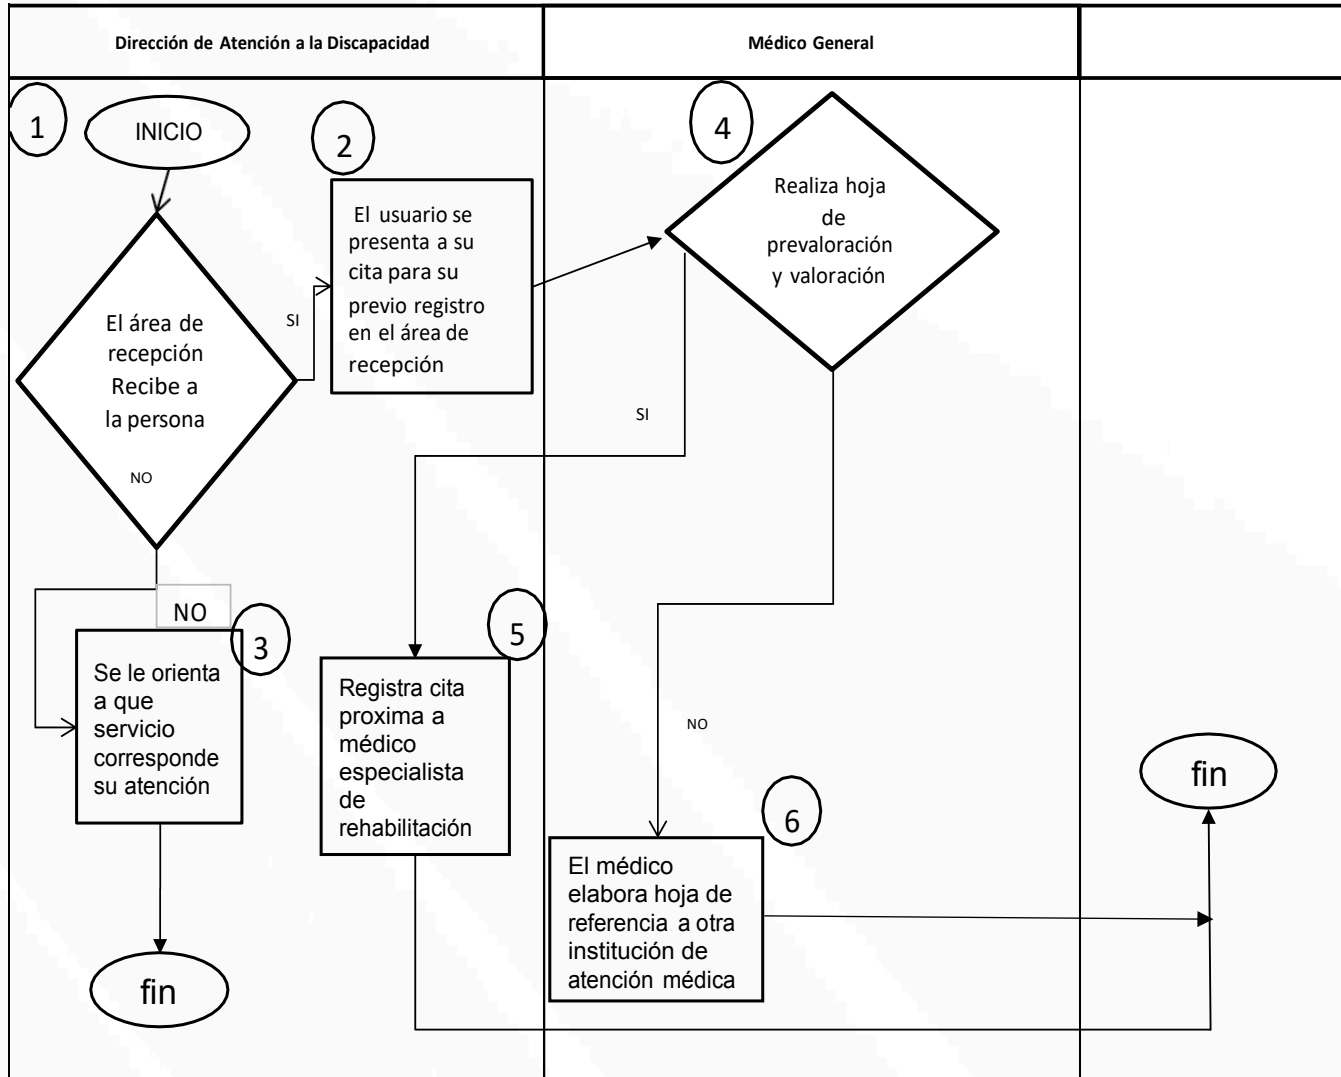 Dirección de Atención a la Discapacidad
Médico General
1
INICIO
2
El usuario se
presenta a su
cita para su
previo registro
en el área de
recepción
4
Realiza hoja
de
prevaloración
y valoración
El área de
recepción
Recibe a
la persona
NO
SI
SI
NO
3
Se le orienta
a que
servicio
corresponde
su atención
5
Registra cita
proxima a
médico
especialista
de
rehabilitación
NO
6
El médico
elabora hoja de
referencia a otra
institución de
atención médica
fin
fin